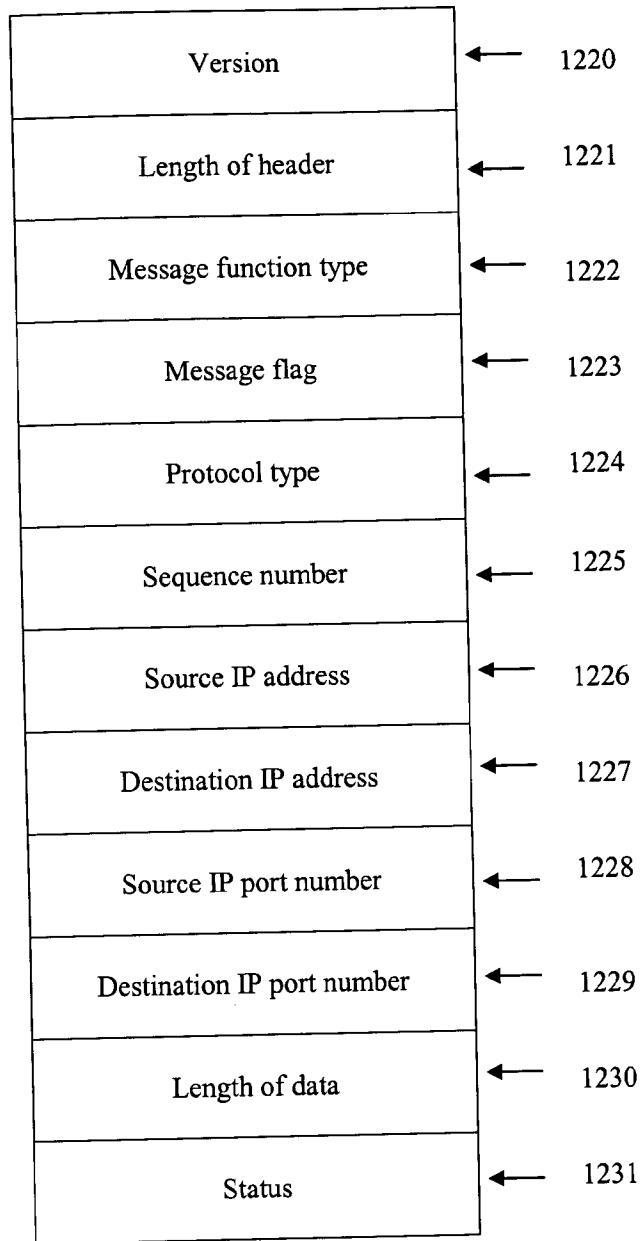 Version 1220
Length of header 1221
Message function type 1222
Message flag 1223
Protocol type 1224
Sequence number 1225
Source IP address 1226
Destination IP address 1227
Source IP port number 1228
Destination IP port number 1229
Length of data 1230
Status 1231